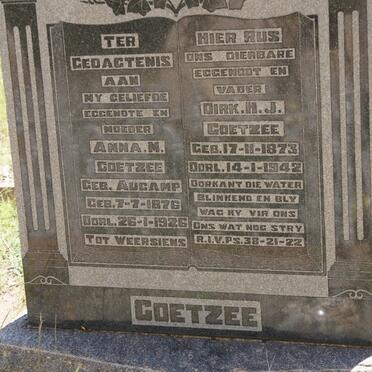 TER
GEDAGTENIS
AAN
MY GELIEFDE
EGGENOTE EN
MOEDER
ANNA. M.
COETZEE
GEB. AUCAMP
GEB. 7-7-1876
OORL. 26-1-1926
TOT WEERSIENS
HIER RUS
ONS DIERBARE
EGGENOOT EN
VADER
DIRK. H. J.
COETZEE
GEB. 17-11-1873
OORL. 14-1-1942
OORKANT DIE WATER
BLINKEND EN BLY
WAG HY VIR ONS
ONS WAT NOG STRY
R.I.V. PS. 38-21-22
COETZEE